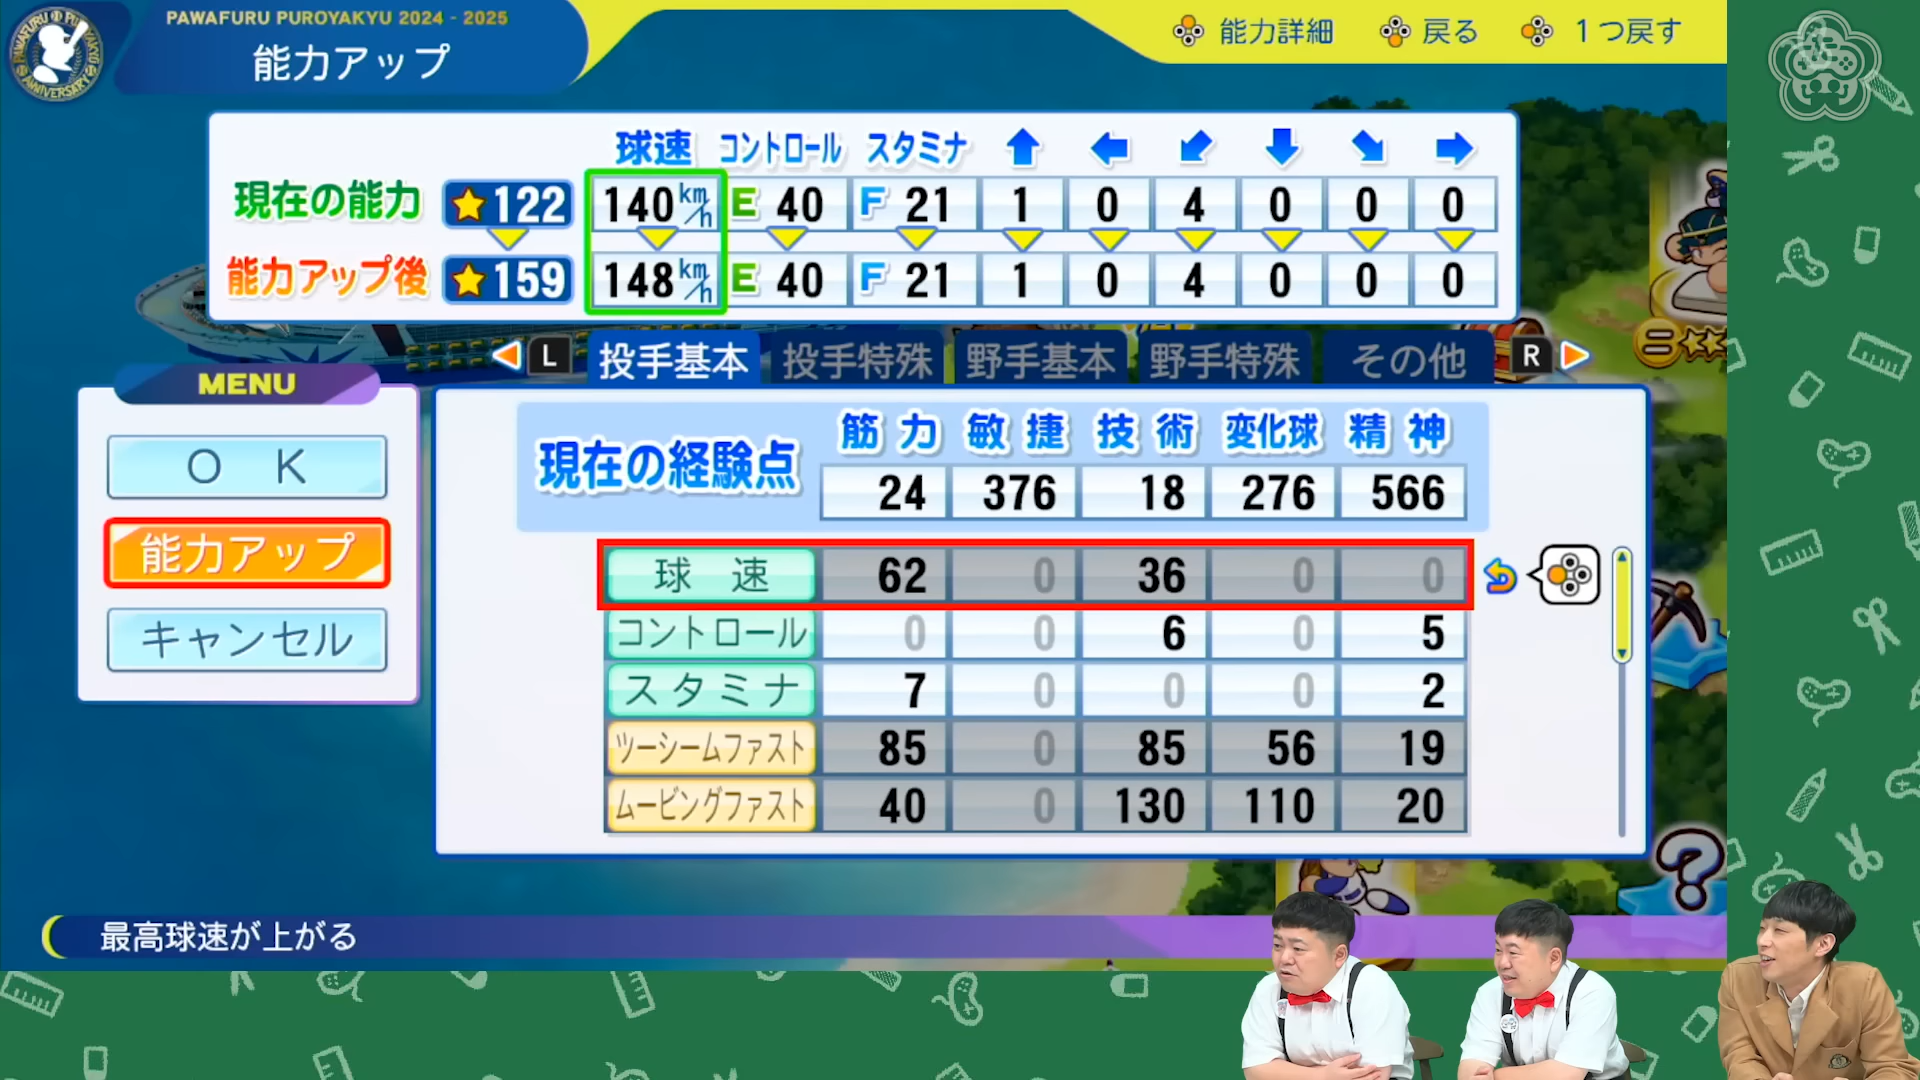 PAWAFURU PUROYAKYU 2024 - 2025
能力アップ
能力詳細 戻る 1つ戻す
球速 コントロール スタミナ
現在の能力 122 140km/h E 40 F 21 1 0 4 0 0 0
能力アップ後 159 148km/h E 40 F 21 1 0 4 0 0 0
L 投手基本 投手特殊 野手基本 野手特殊 その他 R
MENU
OK
能力アップ
キャンセル
筋力 敏捷 技術 変化球 精神
現在の経験点 24 376 18 276 566
球速 62 0 36 0 0
コントロール 0 0 6 0 5
スタミナ 7 0 0 0 2
ツーシームファスト 85 0 85 56 19
ムービングファスト 40 0 130 110 20
最高球速が上がる